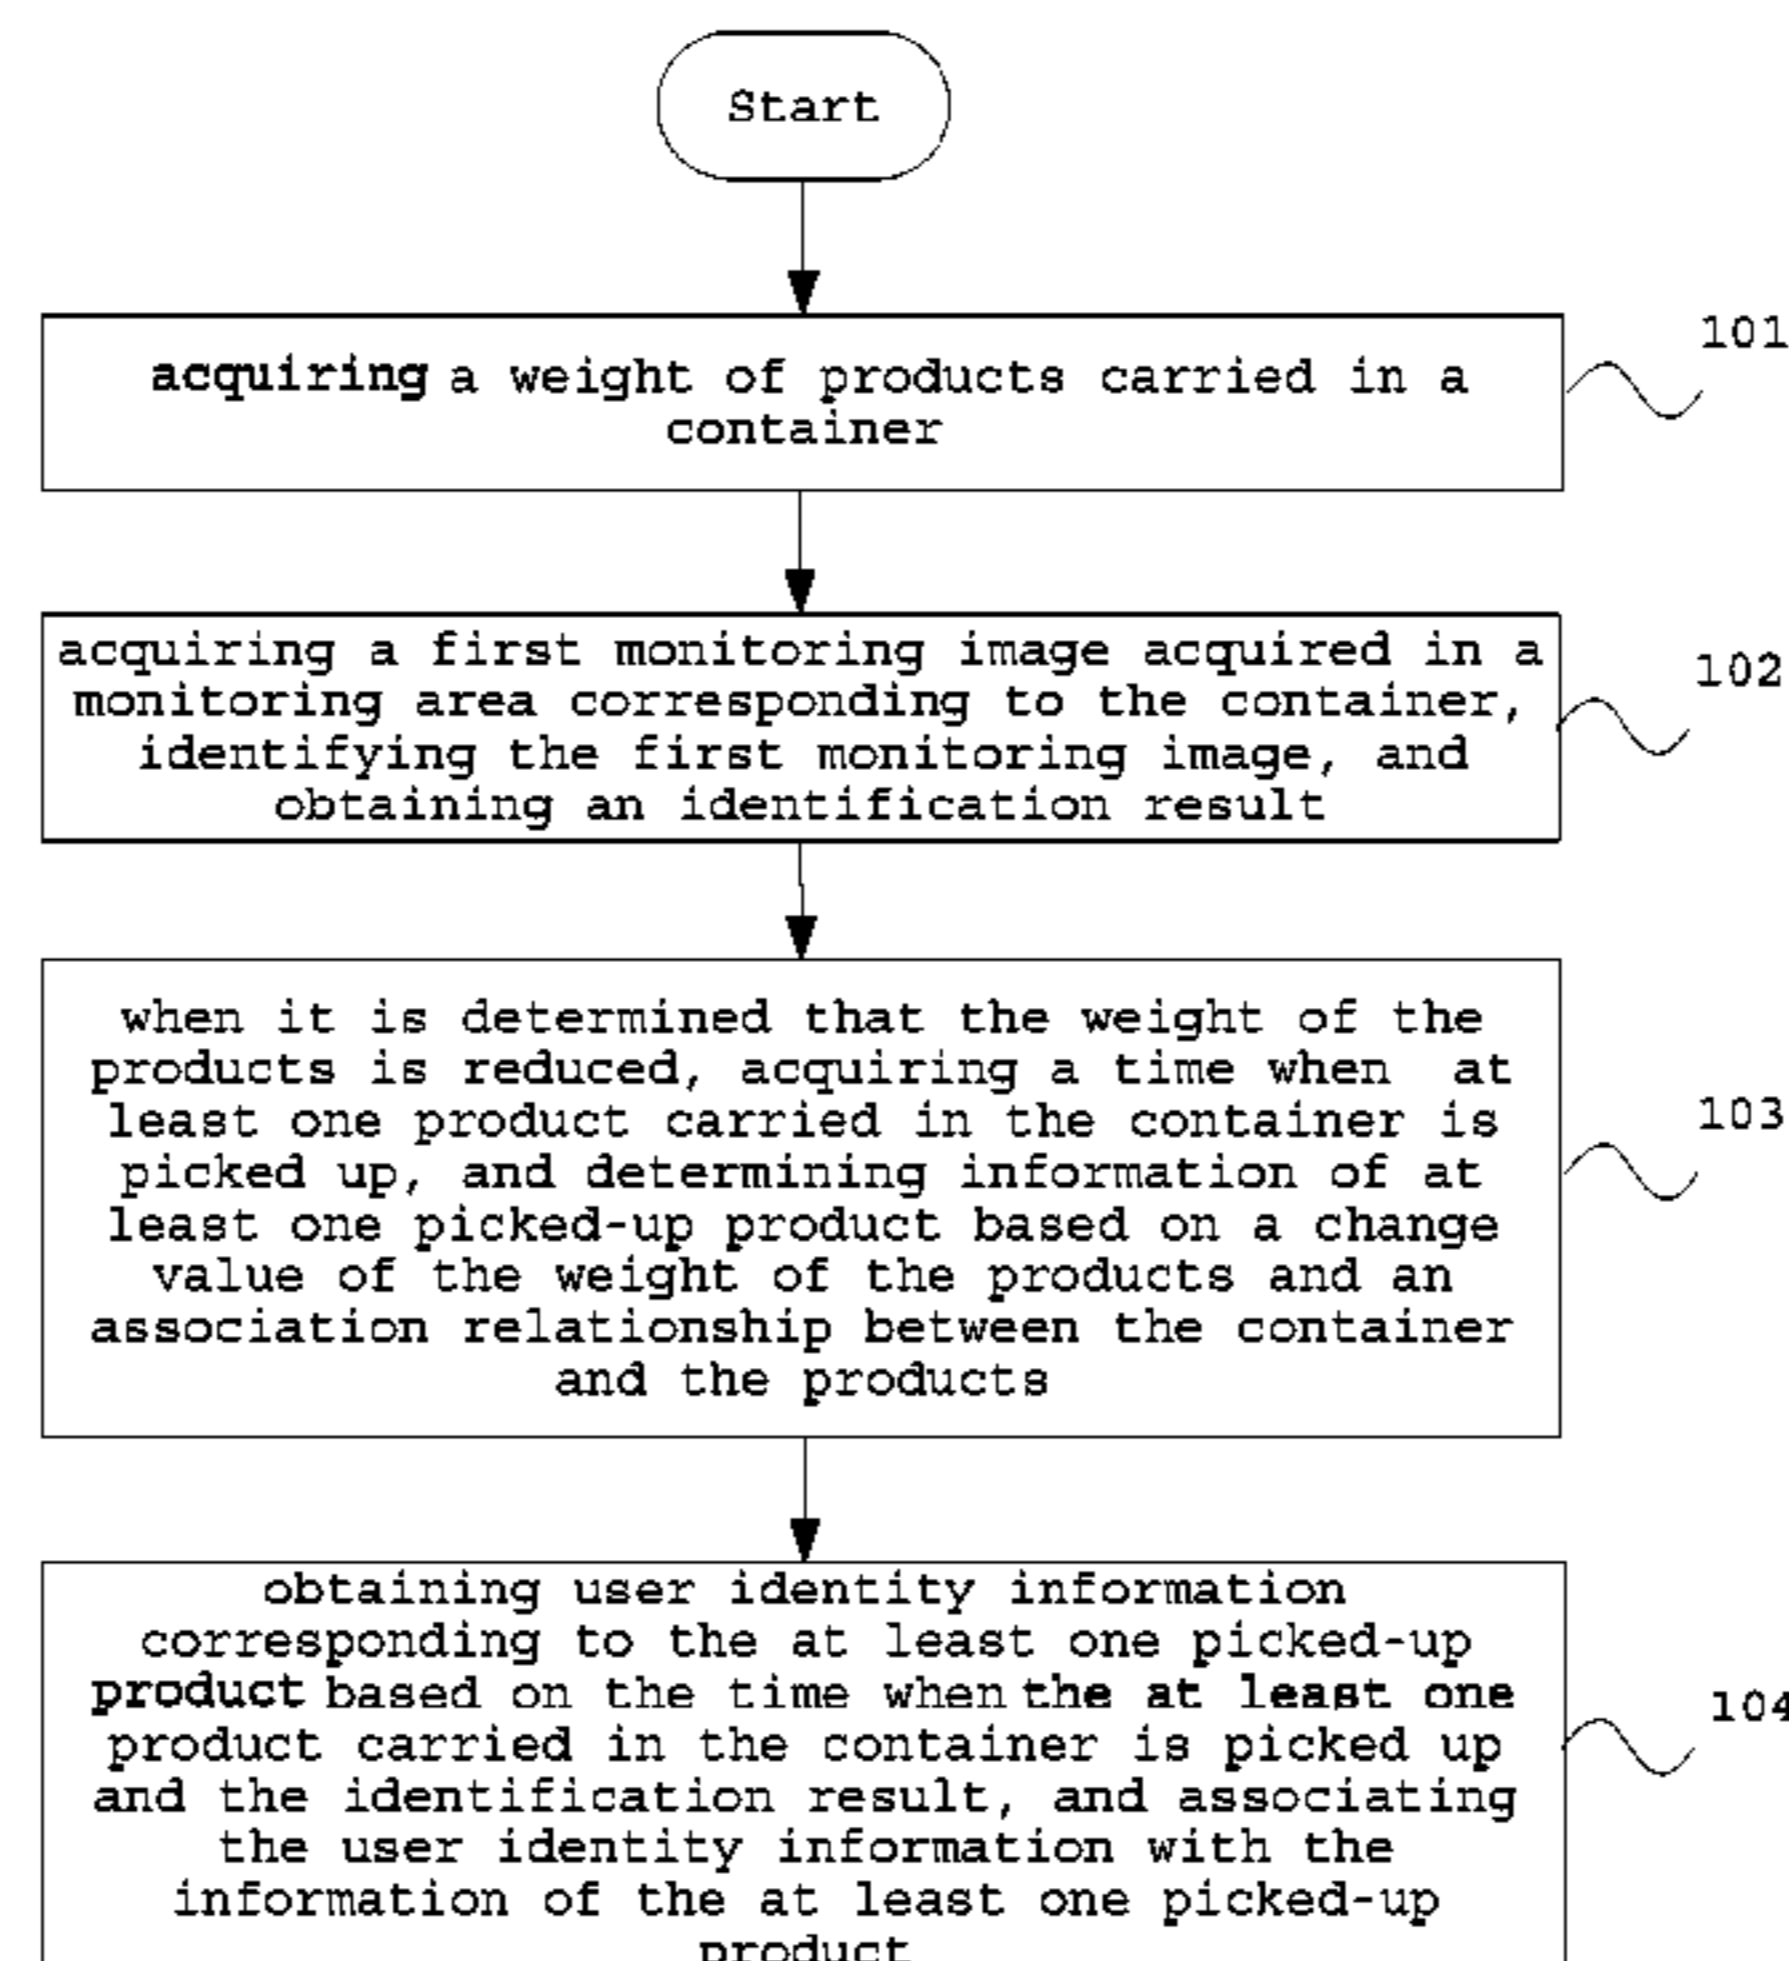 Start
acquiring a weight of products carried in a
container
101
acquiring a first monitoring image acquired in a
monitoring area corresponding to the container,
identifying the first monitoring image, and
obtaining an identification result
102
when it is determined that the weight of the
products is reduced, acquiring a time when at
least one product carried in the container is
picked up, and determining information of at
least one picked-up product based on a change
value of the weight of the products and an
association relationship between the container
and the products
103
obtaining user identity information
corresponding to the at least one picked-up
product based on the time when the at least one
product carried in the container is picked up
and the identification result, and associating
the user identity information with the
information of the at least one picked-up
product
104